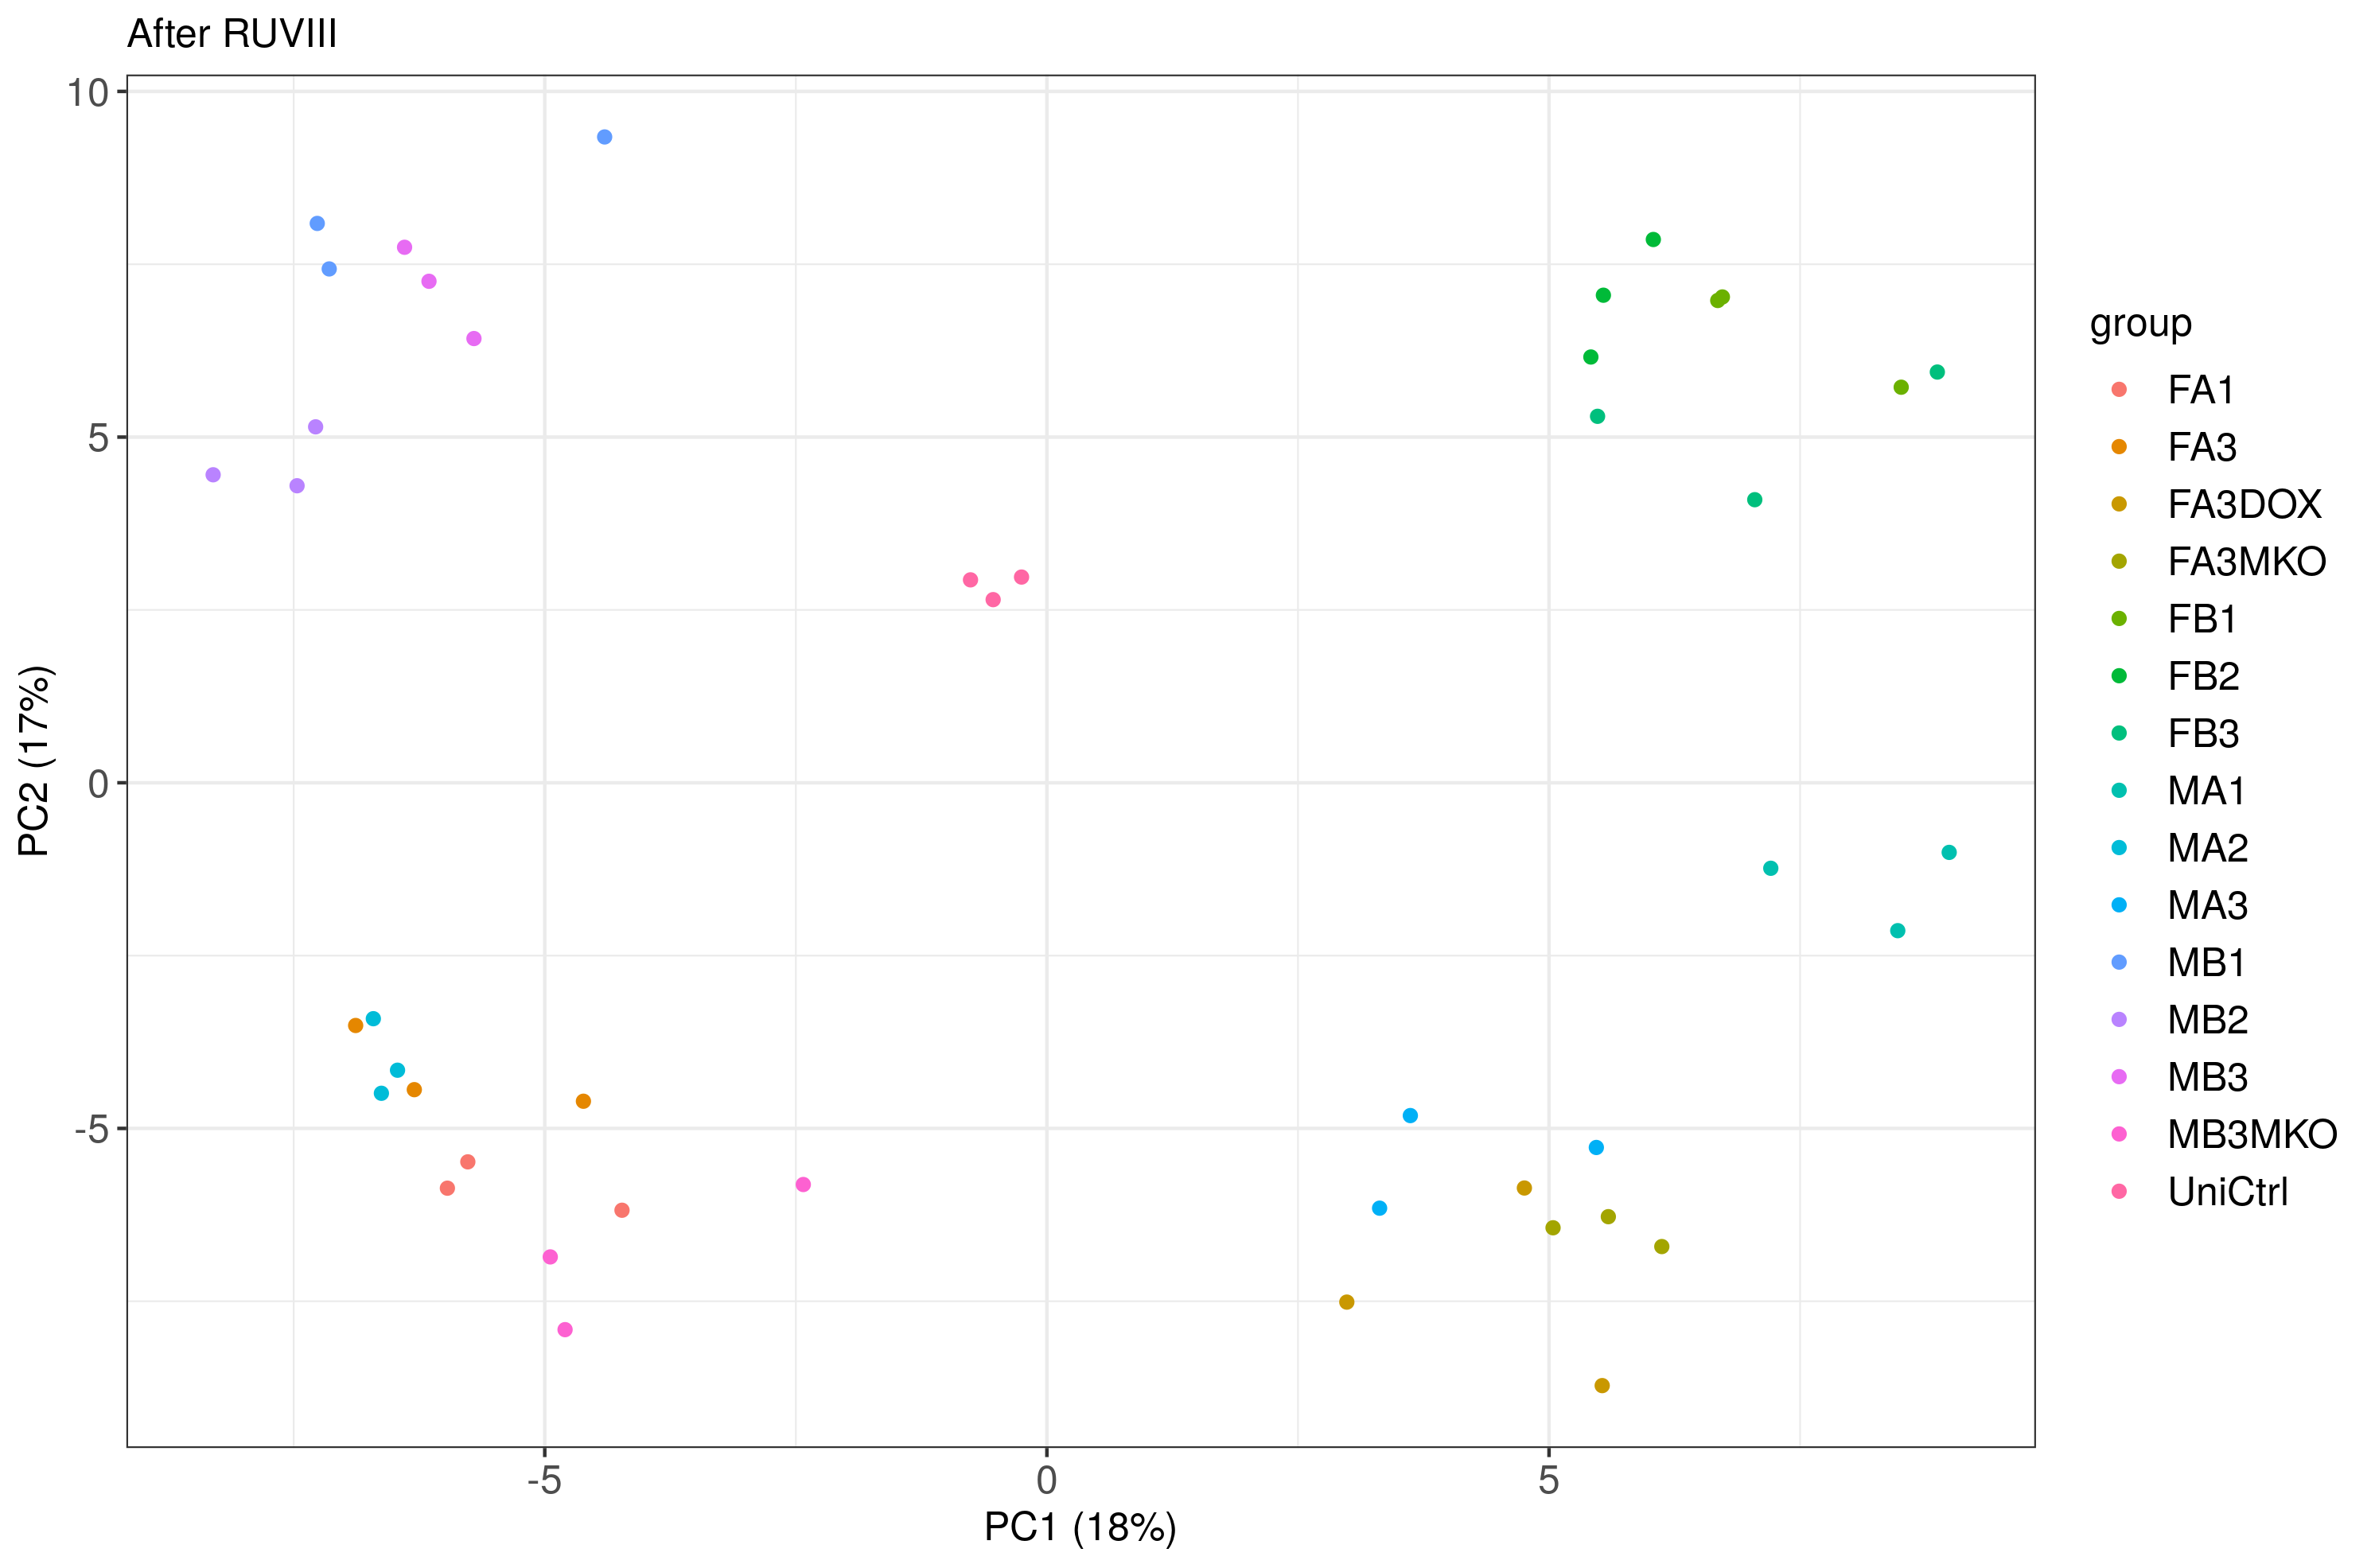 After RUVIII
10
5
0
-5
PC2 (17%)
-5
0
5
PC1 (18%)
group
FA1
FA3
FA3DOX
FA3MKO
FB1
FB2
FB3
MA1
MA2
MA3
MB1
MB2
MB3
MB3MKO
UniCtrl